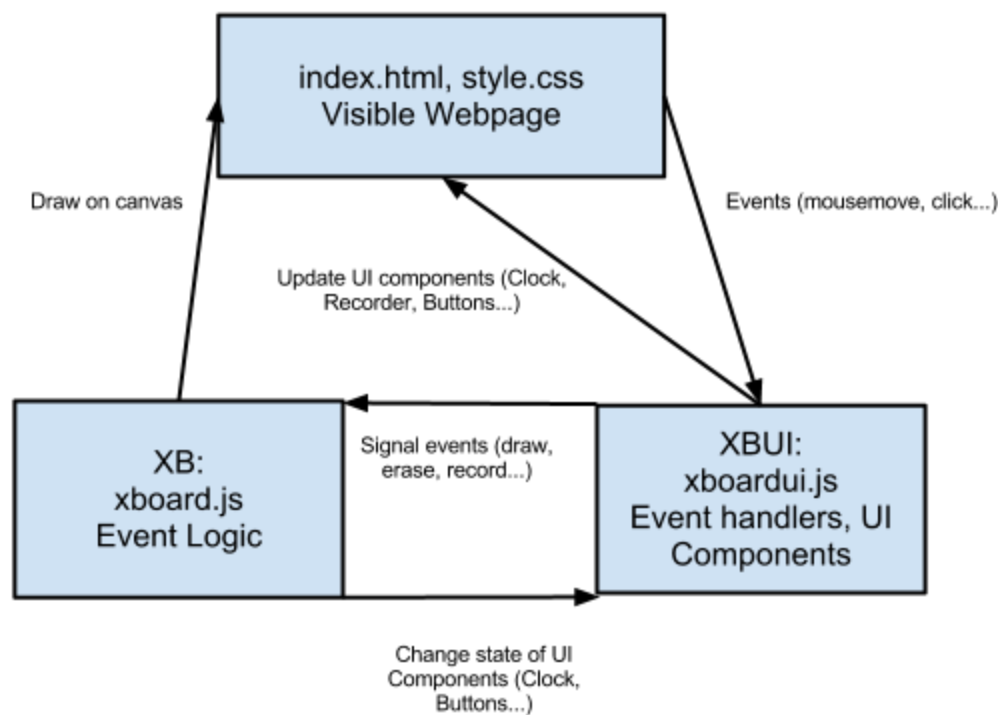 index.html, style.css
Visible Webpage
Draw on canvas
Events (mousemove, click...)
Update UI components (Clock,
Recorder, Buttons...)
XB:
xboard.js
Event Logic
Signal events (draw,
erase, record...)
XBUI:
xboardui.js
Event handlers, UI
Components
Change state of UI
Components (Clock,
Buttons...)